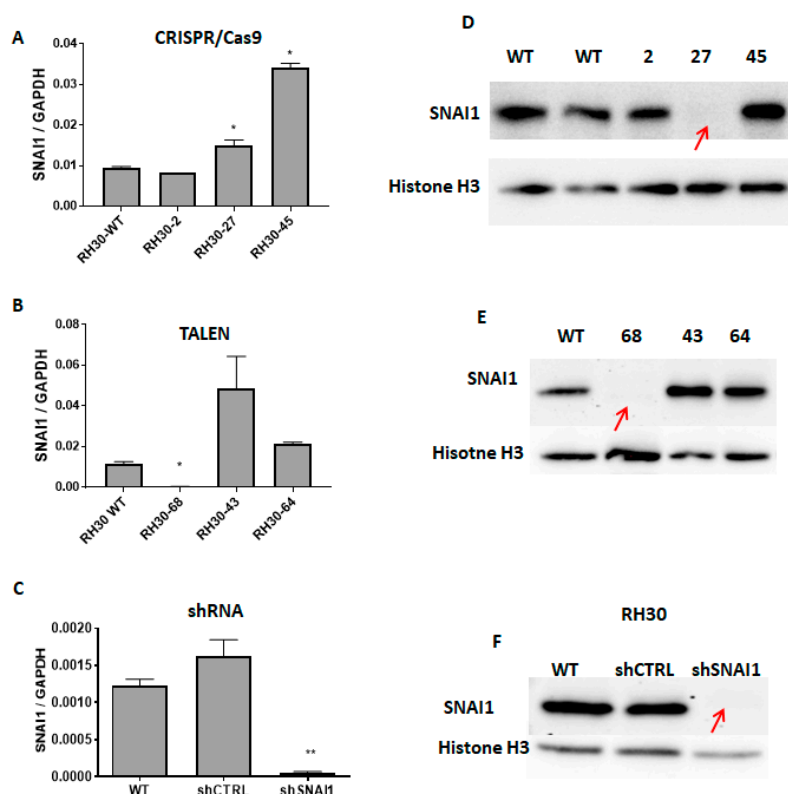 A
CRISPR/Cas9
SNAI1 / GAPDH
0.04
0.03
0.02
0.01
0.00
*
*
RH30-WT
RH30-2
RH30-27
RH30-45
D
WT WT 2 27 45
SNAI1
Histone H3
B
TALEN
SNAI1 / GAPDH
0.08
0.06
0.04
0.02
0.00
*
RH30 WT
RH30-68
RH30-43
RH30-64
E
WT 68 43 64
SNAI1
Hisotne H3
C
shRNA
SNAI1 / GAPDH
0.0020
0.0015
0.0010
0.0005
0.0000
**
WT shCTRL shSNAI1
RH30
F
WT shCTRL shSNAI1
SNAI1
Histone H3